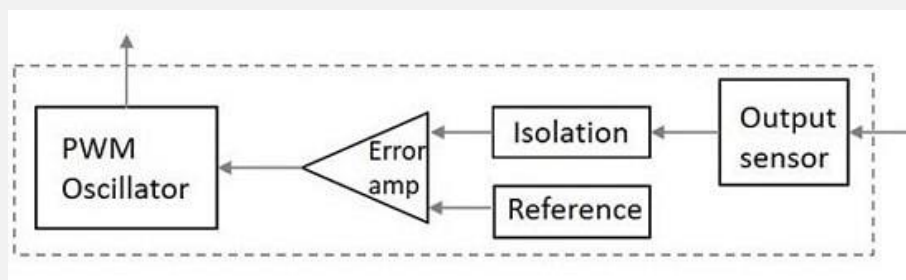 PWM
Oscillator
Error
amp
Isolation
Reference
Output
sensor